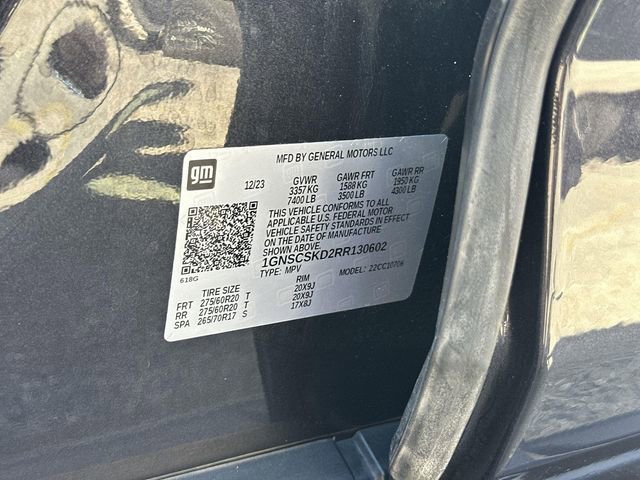 MFD BY GENERAL MOTORS LLC
gm
12/23 GVWR GAWR FRT GAWR RR
3357 KG 1588 KG 1950 KG
7400 LB 3500 LB 4300 LB
THIS VEHICLE CONFORMS TO ALL
APPLICABLE U.S. FEDERAL MOTOR
VEHICLE SAFETY STANDARDS IN EFFECT
ON THE DATE OF MANUFACTURE
SHOWN ABOVE.
1GNSCSKD2RR130602
TYPE: MPV MODEL: 22CC10706
618G
TIRE SIZE RIM
FRT 275/60R20 T 20X9J
RR 275/60R20 T 20X9J
SPA 265/70R17 S 17X8J